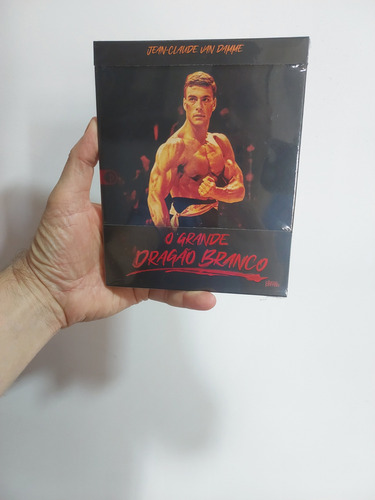 JEAN-CLAUDE VAN DAMME
O GRANDE
DRAGÃO BRANCO